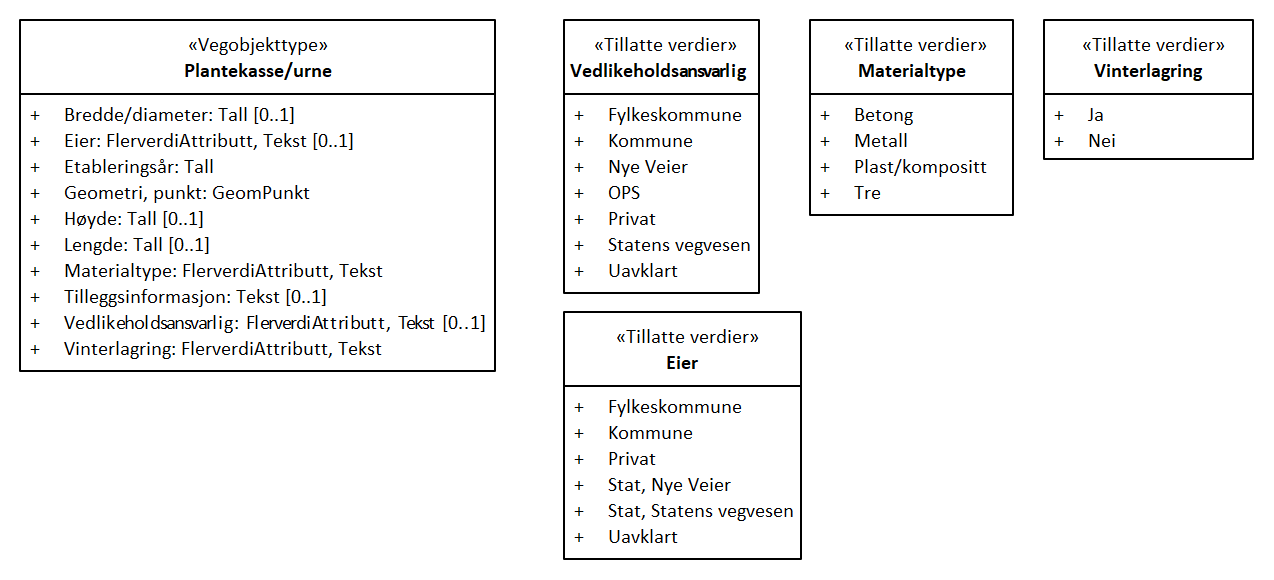 «Vegobjekttype»
Plantekasse/urne
+ Bredde/diameter: Tall [0..1]
+ Eier: FlerverdiAttributt, Tekst [0..1]
+ Etableringsår: Tall
+ Geometri, punkt: GeomPunkt
+ Høyde: Tall [0..1]
+ Lengde: Tall [0..1]
+ Materialtype: FlerverdiAttributt, Tekst
+ Tilleggsinformasjon: Tekst [0..1]
+ Vedlikeholdsansvarlig: FlerverdiAttributt, Tekst [0..1]
+ Vinterlagring: FlerverdiAttributt, Tekst
«Tillatte verdier»
Vedlikeholdsansvarlig
+ Fylkeskommune
+ Kommune
+ Nye Veier
+ OPS
+ Privat
+ Statens vegvesen
+ Uavklart
«Tillatte verdier»
Materialtype
+ Betong
+ Metall
+ Plast/kompositt
+ Tre
«Tillatte verdier»
Vinterlagring
+ Ja
+ Nei
«Tillatte verdier»
Eier
+ Fylkeskommune
+ Kommune
+ Privat
+ Stat, Nye Veier
+ Stat, Statens vegvesen
+ Uavklart